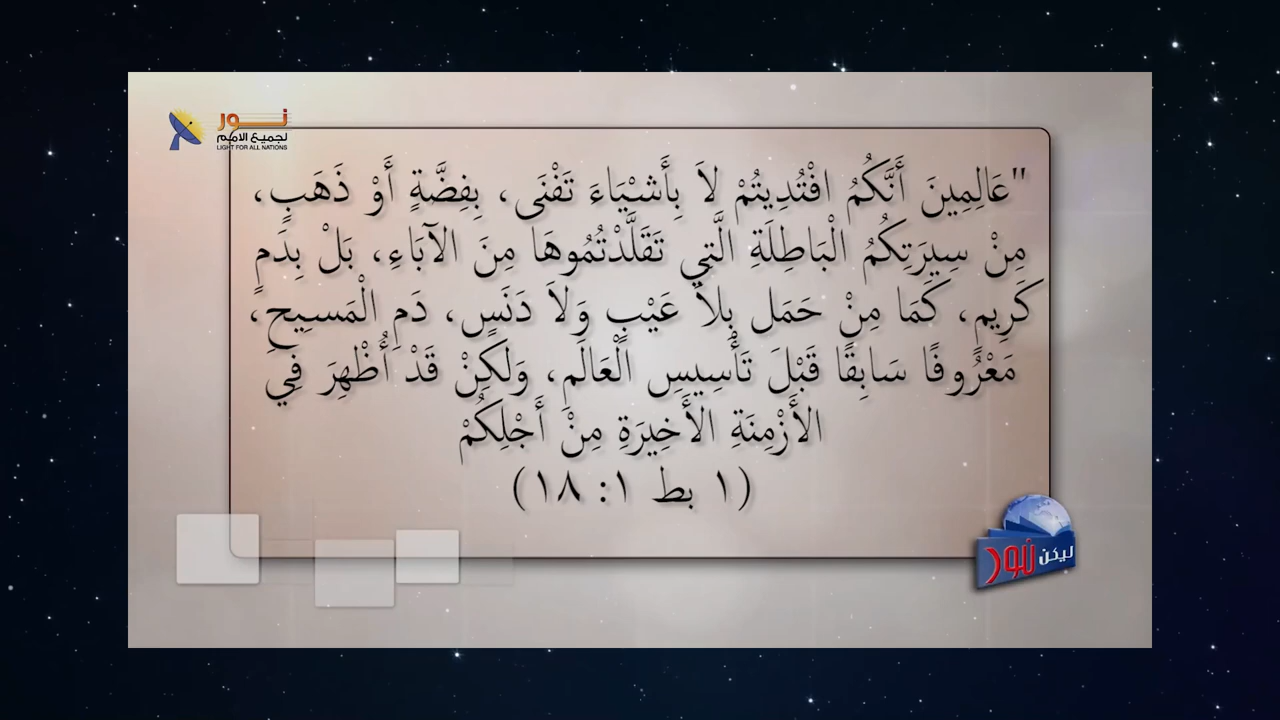 نور
لجميع الامم
LIGHT FOR ALL NATIONS
"عَالِمِينَ أَنَّكُمُ افْتُدِيتُمْ لاَ بِأَشْيَاءَ تَفْنَى، بِفِضَّةٍ أَوْ ذَهَبٍ،
مِنْ سِيرَتِكُمُ الْبَاطِلَةِ الَّتِي تَقَلَّدْتُمُوهَا مِنَ الآبَاءِ، بَلْ بِدَمٍ
كَرِيمٍ، كَمَا مِنْ حَمَل بِلاَ عَيْبٍ وَلاَ دَنَسٍ، دَمِ الْمَسِيحِ،
مَعْرُوفًا سَابِقًا قَبْلَ تَأْسِيسِ الْعَالَمِ، وَلكِنْ قَدْ أُظْهِرَ فِي
الأَزْمِنَةِ الأَخِيرَةِ مِنْ أَجْلِكُمْ
(١ بط ١: ١٨)
ليكن نور